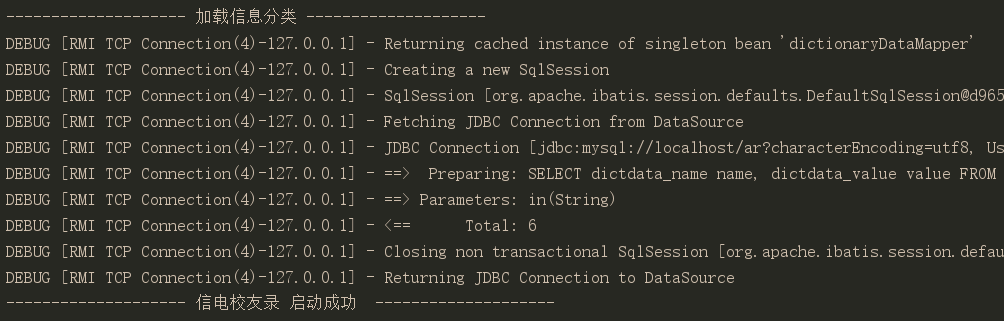 -------------------- 加载信息分类 --------------------
DEBUG [RMI TCP Connection(4)-127.0.0.1] - Returning cached instance of singleton bean 'dictionaryDataMapper'
DEBUG [RMI TCP Connection(4)-127.0.0.1] - Creating a new SqlSession
DEBUG [RMI TCP Connection(4)-127.0.0.1] - SqlSession [org.apache.ibatis.session.defaults.DefaultSqlSession@d965
DEBUG [RMI TCP Connection(4)-127.0.0.1] - Fetching JDBC Connection from DataSource
DEBUG [RMI TCP Connection(4)-127.0.0.1] - JDBC Connection [jdbc:mysql://localhost/ar?characterEncoding=utf8, Us
DEBUG [RMI TCP Connection(4)-127.0.0.1] - ==>  Preparing: SELECT dictdata_name name, dictdata_value value FROM
DEBUG [RMI TCP Connection(4)-127.0.0.1] - ==> Parameters: in(String)
DEBUG [RMI TCP Connection(4)-127.0.0.1] - <==      Total: 6
DEBUG [RMI TCP Connection(4)-127.0.0.1] - Closing non transactional SqlSession [org.apache.ibatis.session.defau
DEBUG [RMI TCP Connection(4)-127.0.0.1] - Returning JDBC Connection to DataSource
-------------------- 信电校友录 启动成功  --------------------